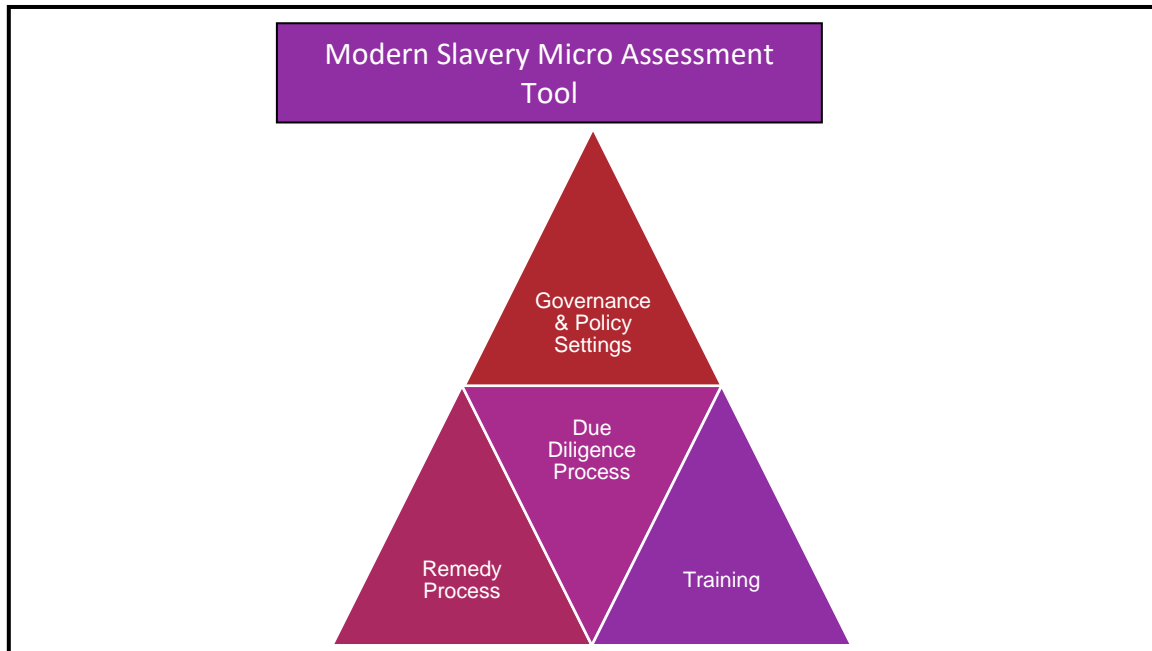 Modern Slavery Micro Assessment
Tool
Governance
& Policy
Settings
Due
Diligence
Process
Remedy
Process
Training